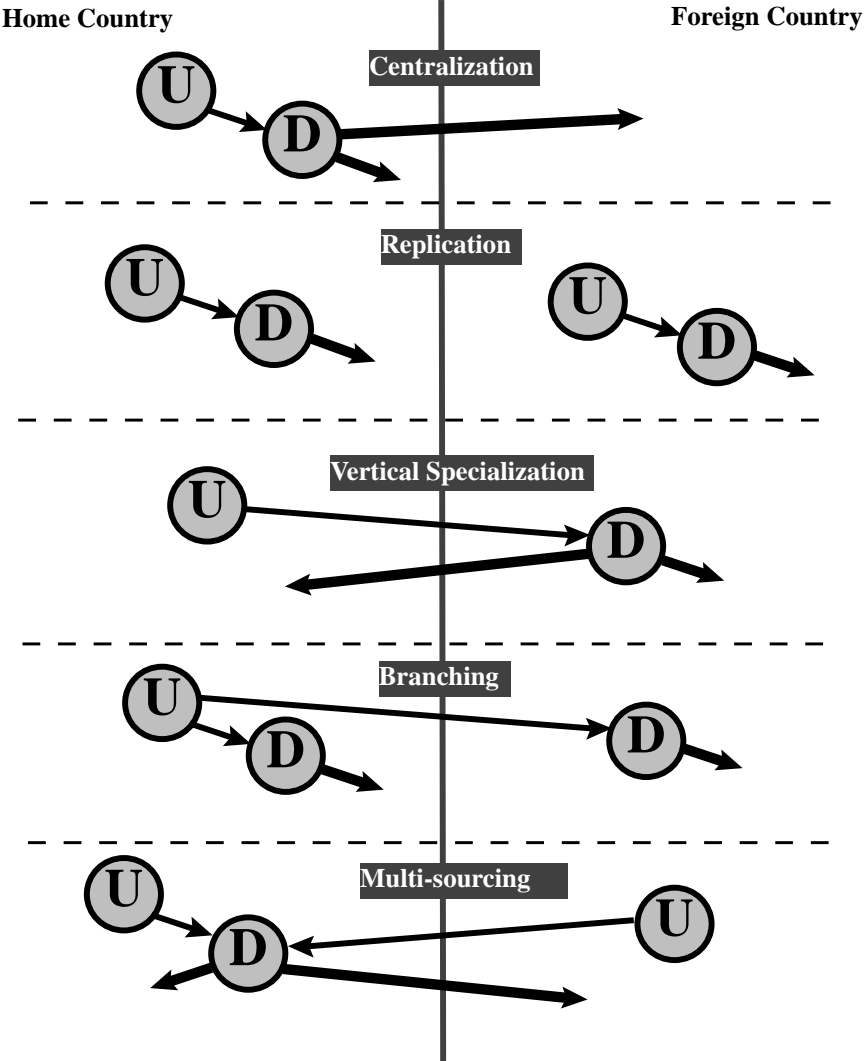 Home Country
Foreign Country
Centralization
U
D
Replication
U
D
U
D
Vertical Specialization
U
D
Branching
U
D
D
Multi-sourcing
U
D
U